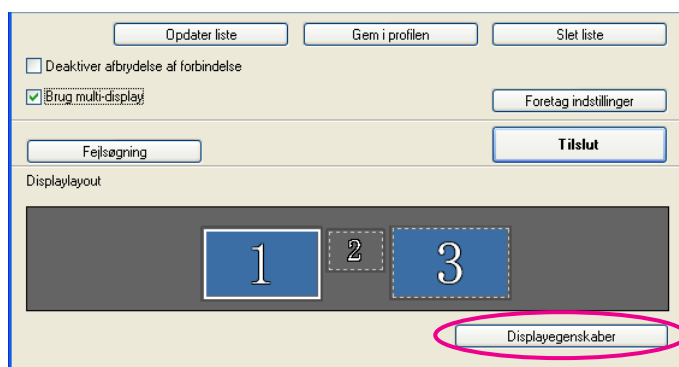 Opdater liste Gem i profilen Slet liste
Deaktiver afbrydelse af forbindelse
Brug multi-display
Foretag indstillinger
Fejlsøgning Tilslut
Displaylayout
1 2 3
Displayegenskaber